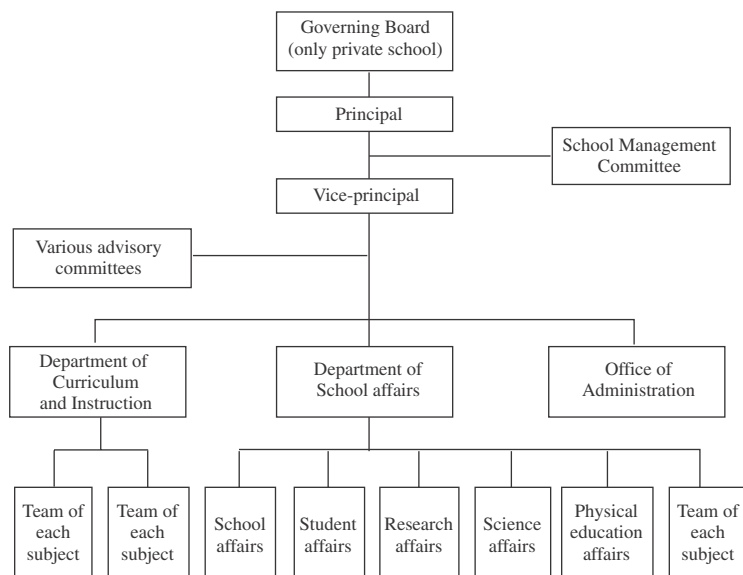 Governing Board
(only private school)
Principal
School Management
Committee
Vice-principal
Various advisory
committees
Department of
Curriculum
and Instruction
Department of
School affairs
Office of
Administration
Team of
each
subject
Team of
each
subject
School
affairs
Student
affairs
Research
affairs
Science
affairs
Physical
education
affairs
Team of
each
subject